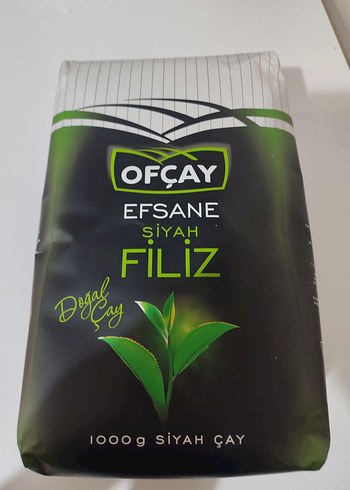 OFÇAY
EFSANE
SİYAH
FİLİZ
Doğal
Çay
1000g SİYAH ÇAY